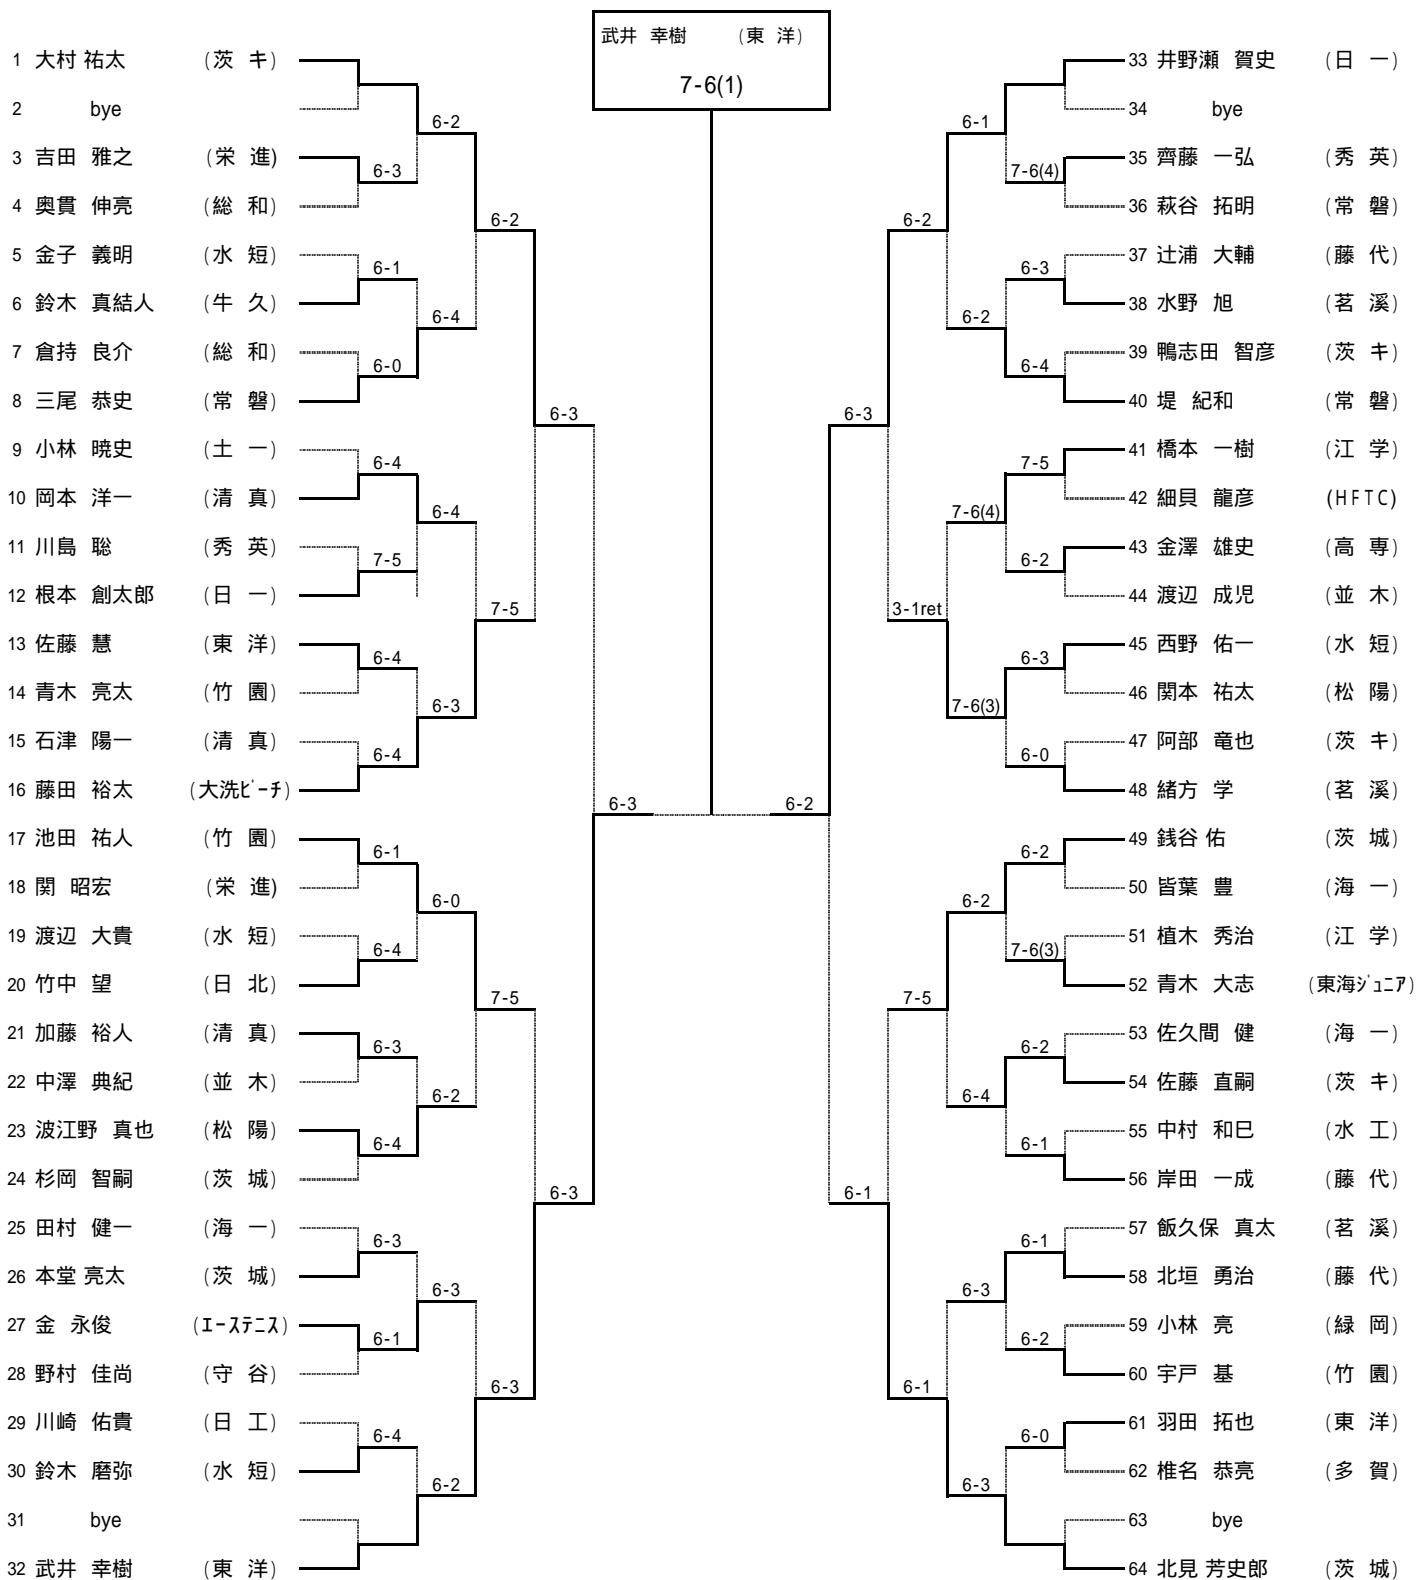 武井 幸樹 (東 洋)
7-6(1)
1 大村 祐太 (茨 キ)
2 bye
6-2
3 吉田 雅之 (栄 進)
6-3
4 奥貫 伸亮 (総 和)
6-2
5 金子 義明 (水 短)
6-1
6 鈴木 真結人 (牛 久)
6-4
7 倉持 良介 (総 和)
6-0
8 三尾 恭史 (常 磐)
6-3
9 小林 暁史 (土 一)
6-4
10 岡本 洋一 (清 真)
6-4
11 川島 聡 (秀 英)
7-5
12 根本 創太郎 (日 一)
7-5
13 佐藤 慧 (東 洋)
6-4
14 青木 亮太 (竹 園)
6-3
15 石津 陽一 (清 真)
6-4
16 藤田 裕太 (大洗ビーチ)
6-3
17 池田 祐人 (竹 園)
6-1
18 関 昭宏 (栄 進)
6-0
19 渡辺 大貴 (水 短)
6-4
20 竹中 望 (日 北)
7-5
21 加藤 裕人 (清 真)
6-3
22 中澤 典紀 (並 木)
6-2
23 波江野 真也 (松 陽)
6-4
24 杉岡 智嗣 (茨 城)
6-3
25 田村 健一 (海 一)
6-3
26 本堂 亮太 (茨 城)
6-3
27 金 永俊 (エーステニス)
6-1
28 野村 佳尚 (守 谷)
6-3
29 川崎 佑貴 (日 工)
6-4
30 鈴木 磨弥 (水 短)
6-2
31 bye
32 武井 幸樹 (東 洋)
33 井野瀬 賀史 (日 一)
34 bye
6-1
35 齊藤 一弘 (秀 英)
7-6(4)
36 萩谷 拓明 (常 磐)
6-2
37 辻浦 大輔 (藤 代)
6-3
38 水野 旭 (茗 溪)
6-2
39 鴨志田 智彦 (茨 キ)
6-4
40 堤 紀和 (常 磐)
6-3
41 橋本 一樹 (江 学)
7-5
42 細貝 龍彦 (HFTC)
7-6(4)
43 金澤 雄史 (高 専)
6-2
44 渡辺 成児 (並 木)
3-1ret
45 西野 佑一 (水 短)
6-3
46 関本 祐太 (松 陽)
7-6(3)
47 阿部 竜也 (茨 キ)
6-0
48 緒方 学 (茗 溪)
6-2
49 銭谷 佑 (茨 城)
6-2
50 皆葉 豊 (海 一)
6-2
51 植木 秀治 (江 学)
7-6(3)
52 青木 大志 (東海ジュニア)
7-5
53 佐久間 健 (海 一)
6-2
54 佐藤 直嗣 (茨 キ)
6-4
55 中村 和巳 (水 工)
6-1
56 岸田 一成 (藤 代)
6-1
57 飯久保 真太 (茗 溪)
6-1
58 北垣 勇治 (藤 代)
6-3
59 小林 亮 (緑 岡)
6-2
60 宇戸 基 (竹 園)
6-1
61 羽田 拓也 (東 洋)
6-0
62 椎名 恭亮 (多 賀)
6-3
63 bye
64 北見 芳史郎 (茨 城)